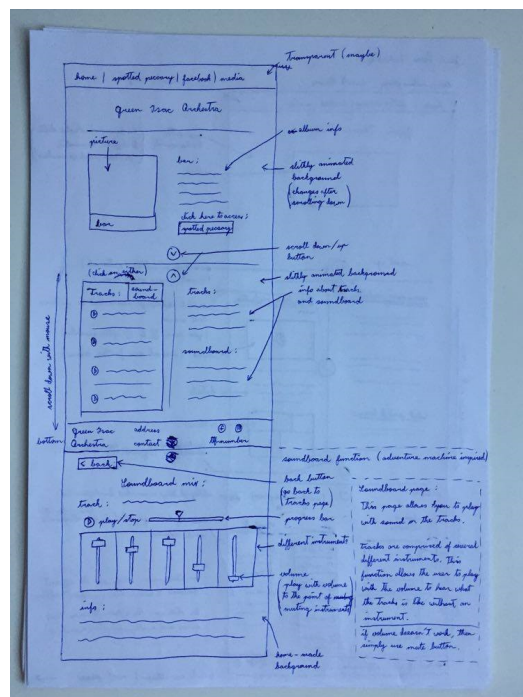 Transparent (maybe)
home | spotted peccary | facebook | media
Green Isac Orchestra
picture
bar :
album info
slithly animated
background
(changes after
scrolling down)
click here to access:
spotted peccary
bar
scroll down/up
button
(click on either)
slithly animated background
Tracks :
sound-
board
tracks :
info about tracks
and soundboard
soundboard :
scroll down with mouse
bottom
Green Isac
Orchestra
address
contact
number
soundboard function (adventure machine inspired)
< back
back button
(go back to
tracks page)
Soundboard mix :
track :
play/stop
progress bar
different instruments
volume
(play with volume
to the point of
muting instruments)
info :
home-made
background
Soundboard page :
This page allows you to play
with sound on the tracks.
tracks are comprised of several
different instruments. This
function allows the user to play
with the volume to hear what
the tracks is like without an
instrument.
if volume doesn't work, then
simply use mute button.